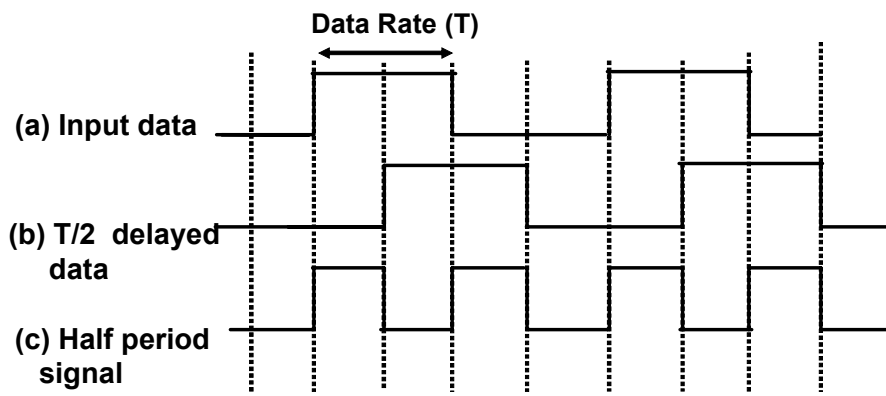 Data Rate (T)
(a) Input data
(b) T/2 delayed
data
(c) Half period
signal